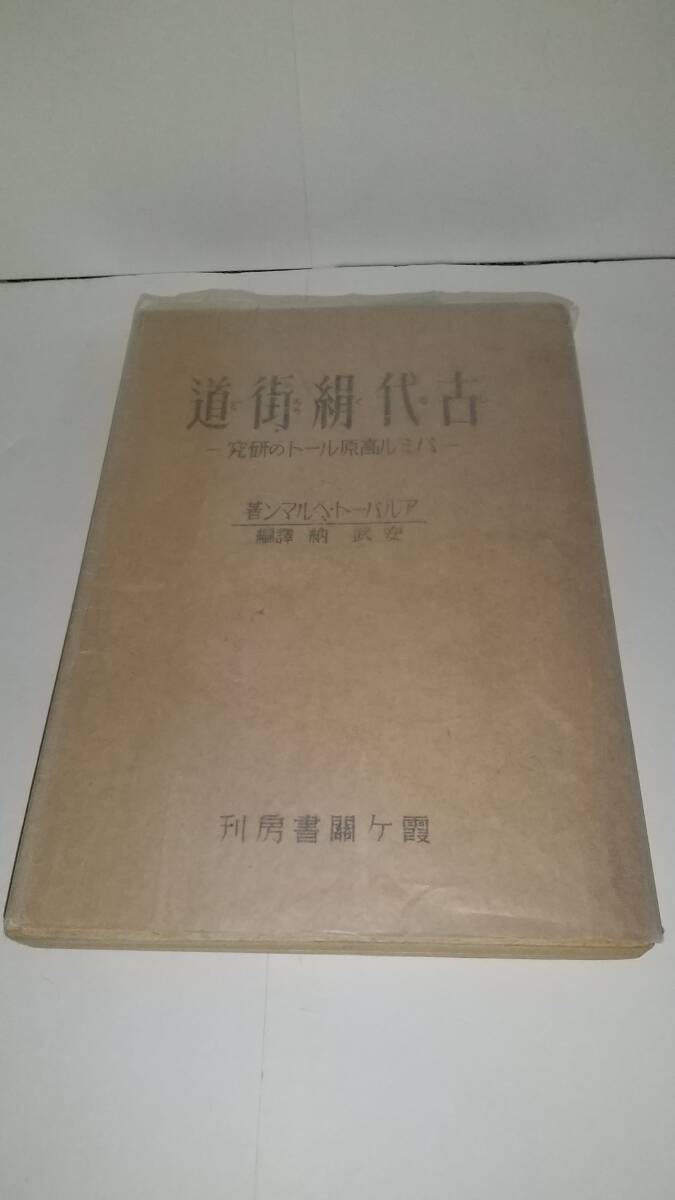 古代絹街道
―パミル高原ルートの研究―
アルバート・ヘルマン著
安武納譯編
霞ケ關書房刊